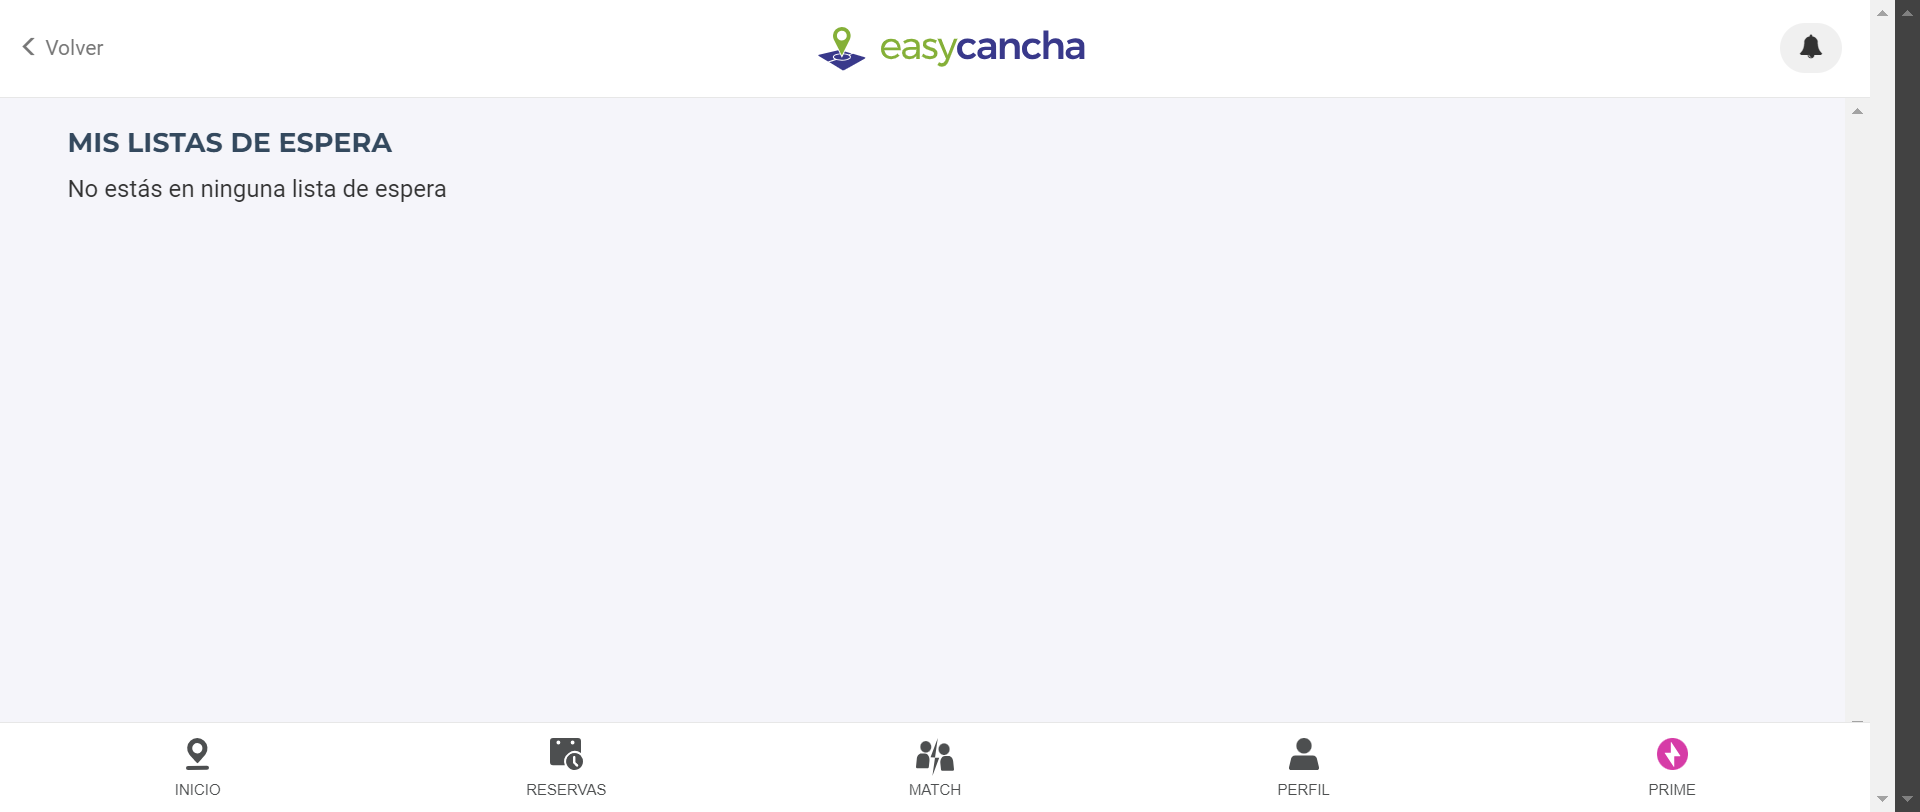 Volver
easycancha
MIS LISTAS DE ESPERA
No estás en ninguna lista de espera
INICIO
RESERVAS
MATCH
PERFIL
PRIME